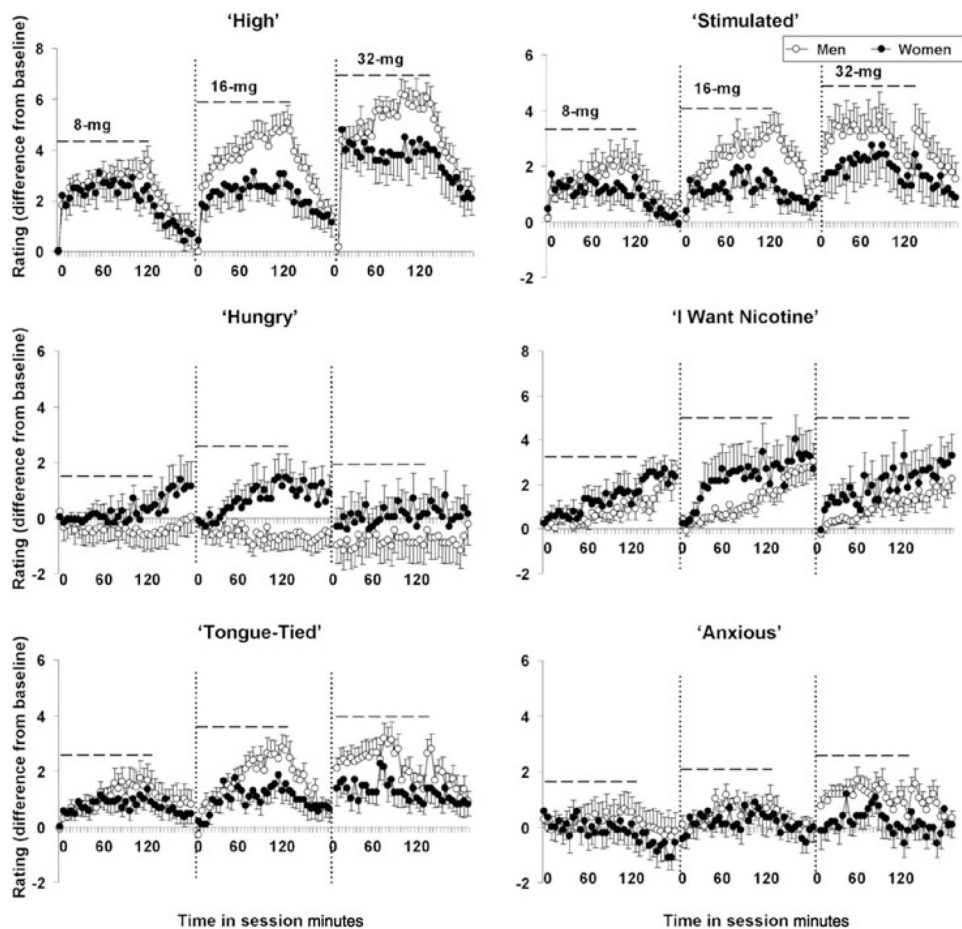 'High'
'Stimulated'
Rating (difference from baseline)
8
6
4
2
0
8-mg
16-mg
32-mg
0 60 120 0 60 120 0 60 120
6
4
2
0
-2
Men Women
8-mg
16-mg
32-mg
0 60 120 0 60 120 0 60 120
'Hungry'
'I Want Nicotine'
Rating (difference from baseline)
6
4
2
0
-2
0 60 120 0 60 120 0 60 120
8
6
4
2
0
-2
0 60 120 0 60 120 0 60 120
'Tongue-Tied'
'Anxious'
Rating (difference from baseline)
6
4
2
0
-2
0 60 120 0 60 120 0 60 120
6
4
2
0
-2
0 60 120 0 60 120 0 60 120
Time in session minutes
Time in session minutes